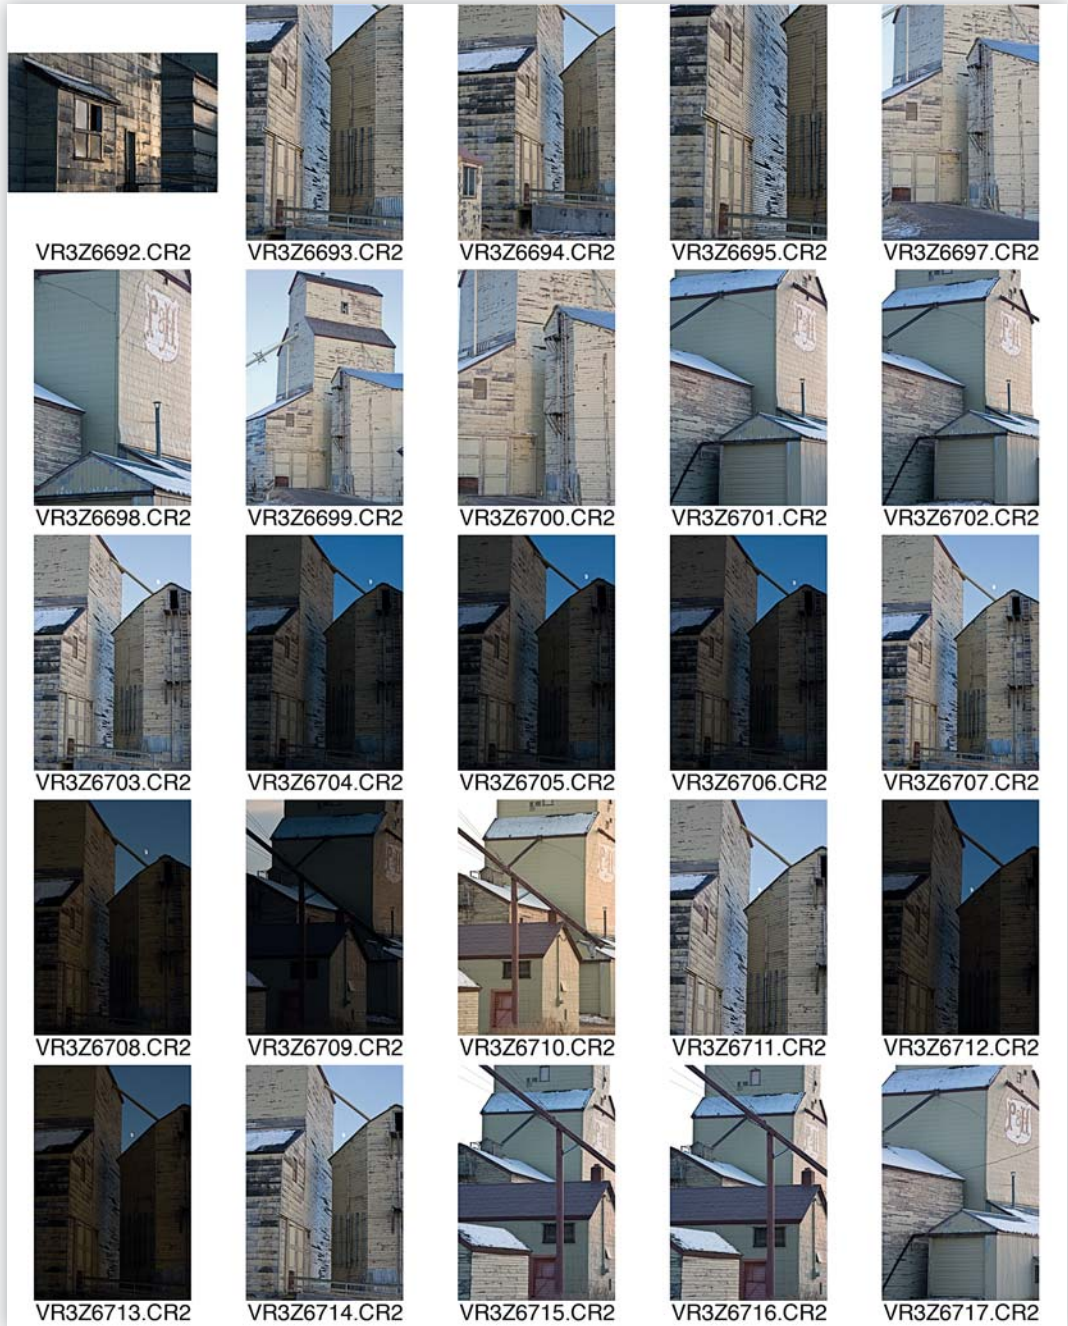 VR3Z6692.CR2 VR3Z6693.CR2 VR3Z6694.CR2 VR3Z6695.CR2 VR3Z6697.CR2
P&H
VR3Z6698.CR2 VR3Z6699.CR2 VR3Z6700.CR2 VR3Z6701.CR2 VR3Z6702.CR2
VR3Z6703.CR2 VR3Z6704.CR2 VR3Z6705.CR2 VR3Z6706.CR2 VR3Z6707.CR2
VR3Z6708.CR2 VR3Z6709.CR2 VR3Z6710.CR2 VR3Z6711.CR2 VR3Z6712.CR2
P&H
VR3Z6713.CR2 VR3Z6714.CR2 VR3Z6715.CR2 VR3Z6716.CR2 VR3Z6717.CR2